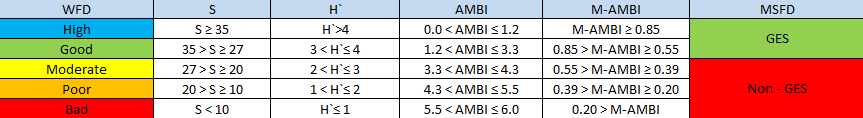 WFD S H` AMBI M-AMBI MSFD
High S ≥ 35 H`>4 0.0 < AMBI ≤ 1.2 M-AMBI ≥ 0.85 GES
Good 35 > S ≥ 27 3 < H`≤ 4 1.2 < AMBI ≤ 3.3 0.85 > M-AMBI ≥ 0.55
Moderate 27 > S ≥ 20 2 < H`≤ 3 3.3 < AMBI ≤ 4.3 0.55 > M-AMBI ≥ 0.39 Non - GES
Poor 20 > S ≥ 10 1 < H`≤ 2 4.3 < AMBI ≤ 5.5 0.39 > M-AMBI ≥ 0.20
Bad S < 10 H`≤ 1 5.5 < AMBI ≤ 6.0 0.20 > M-AMBI